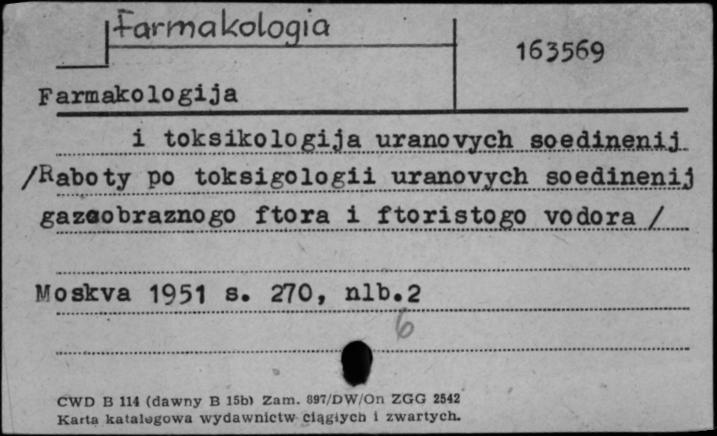 Farmakologia
163569
Farmakologija
i toksikologija uranovych soedinenij
/Raboty po toksigologii uranovych soedinenij
gazoobraznogo ftora i ftoristogo vodora /
Moskva 1951 s. 270, nlb.2
6
CWD B 114 (dawny B 15b) Zam. 897/DW/On ZGG 2542
Karta katalogowa wydawnictw ciągłych i zwartych.